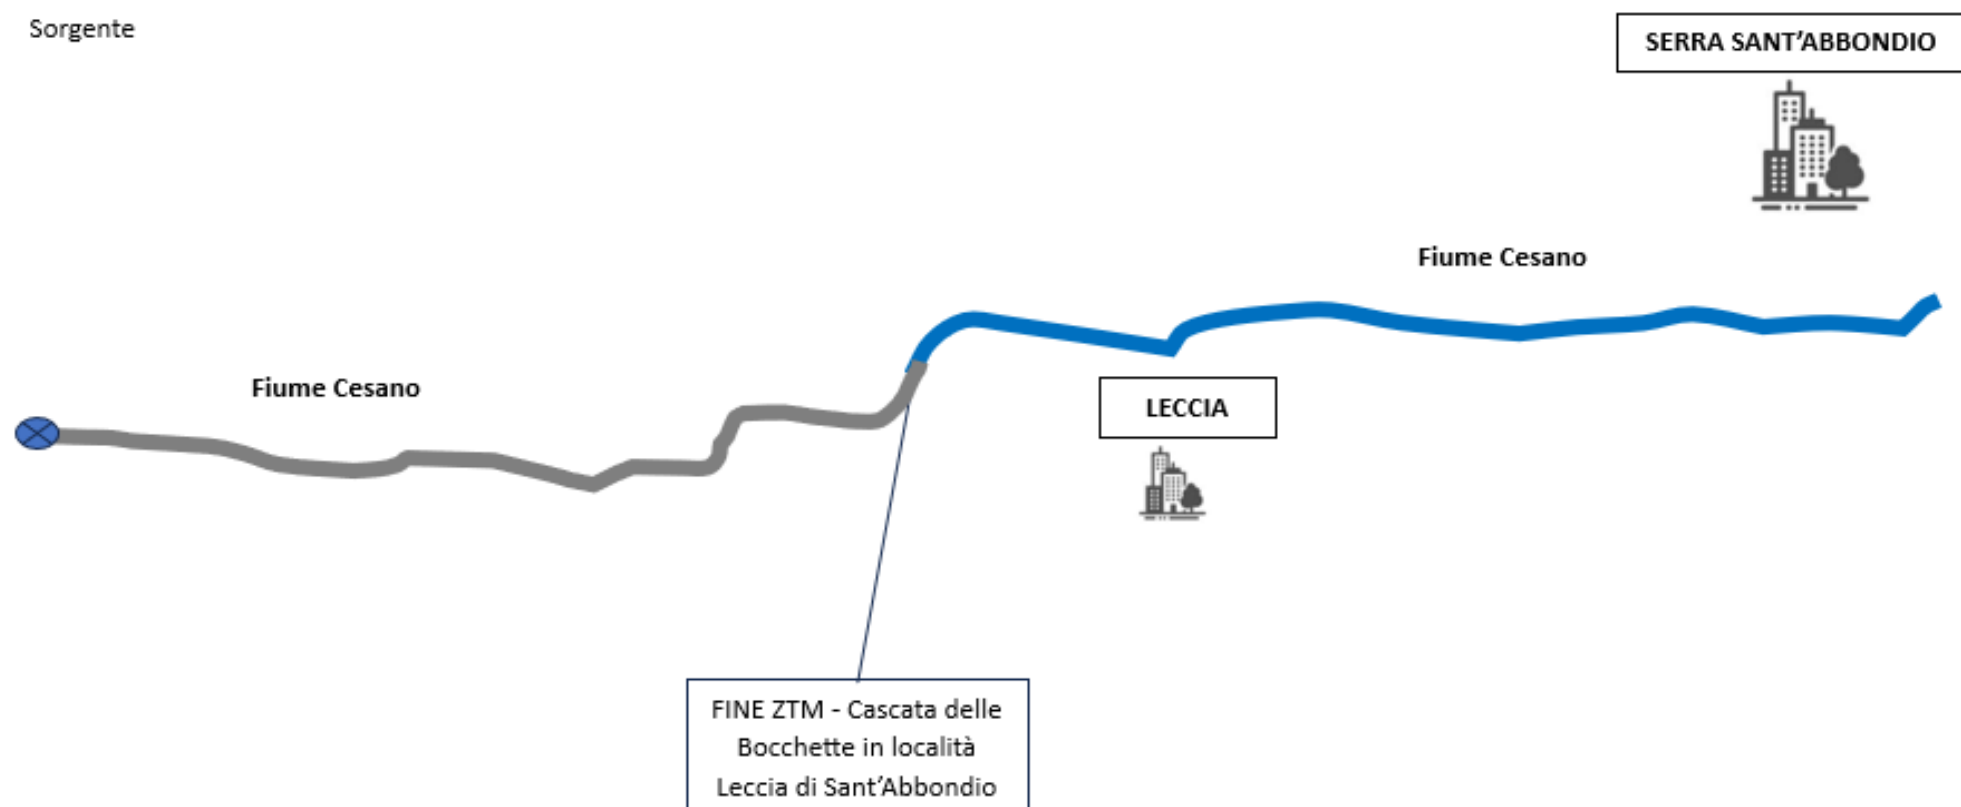 Sorgente
SERRA SANT’ABBONDIO
Fiume Cesano
Fiume Cesano
LECCIA
FINE ZTM - Cascata delle
Bocchette in località
Leccia di Sant’Abbondio